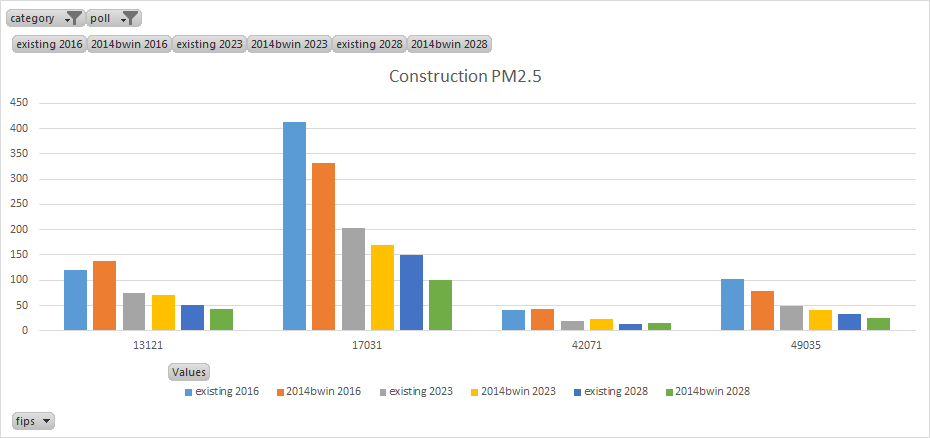 category poll
existing 2016 2014bwin 2016 existing 2023 2014bwin 2023 existing 2028 2014bwin 2028
Construction PM2.5
450
400
350
300
250
200
150
100
50
0
13121 17031 42071 49035
Values
existing 2016 2014bwin 2016 existing 2023 2014bwin 2023 existing 2028 2014bwin 2028
fips